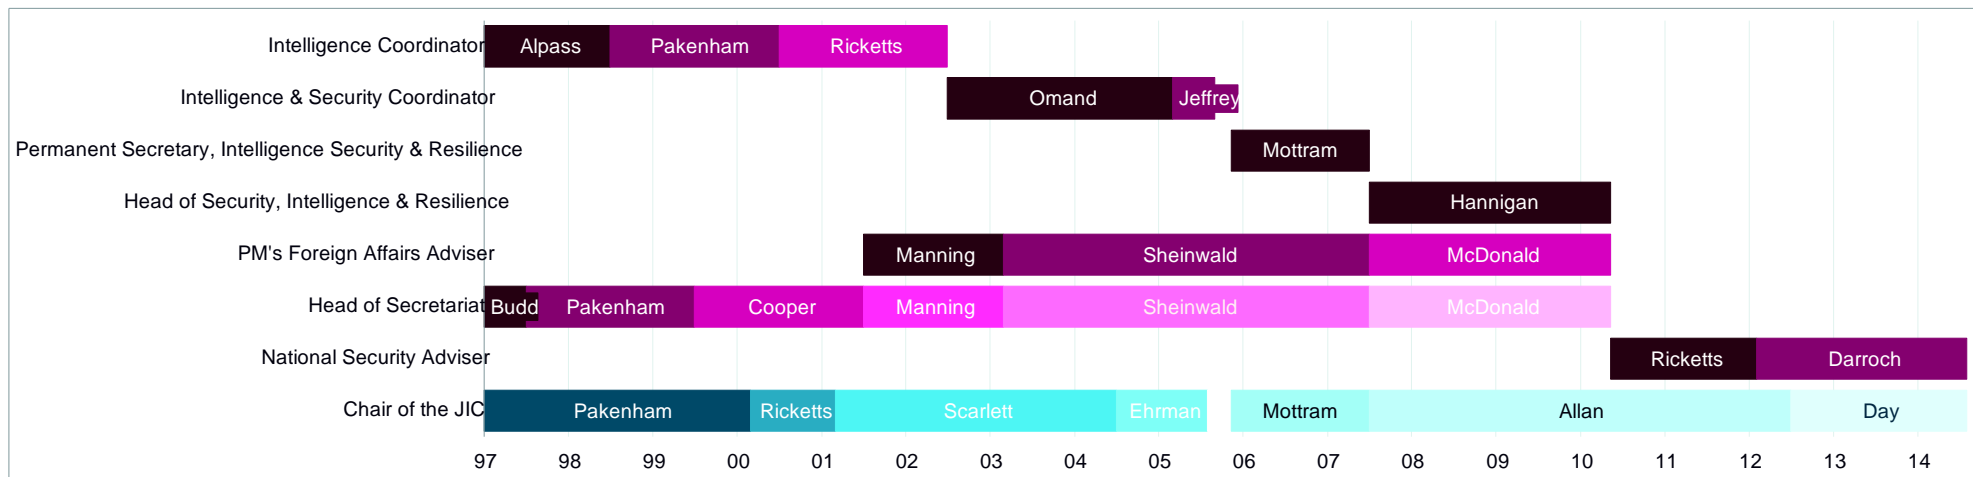 Intelligence Coordinator Alpass Pakenham Ricketts
Intelligence & Security Coordinator Omand Jeffrey
Permanent Secretary, Intelligence Security & Resilience Mottram
Head of Security, Intelligence & Resilience Hannigan
PM's Foreign Affairs Adviser Manning Sheinwald McDonald
Head of Secretariat Budd Pakenham Cooper Manning Sheinwald McDonald
National Security Adviser Ricketts Darroch
Chair of the JIC Pakenham Ricketts Scarlett Ehrman Mottram Allan Day
97 98 99 00 01 02 03 04 05 06 07 08 09 10 11 12 13 14